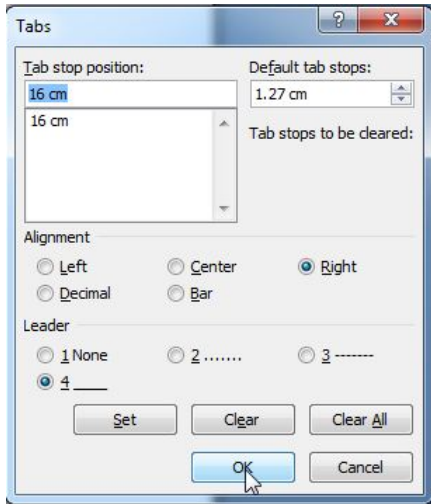 Tabs
Tab stop position: Default tab stops:
16 cm 1.27 cm
16 cm
Tab stops to be cleared:
Alignment
Left Center Right
Decimal Bar
Leader
1 None 2 ....... 3 -------
4 ____
Set Clear Clear All
OK Cancel